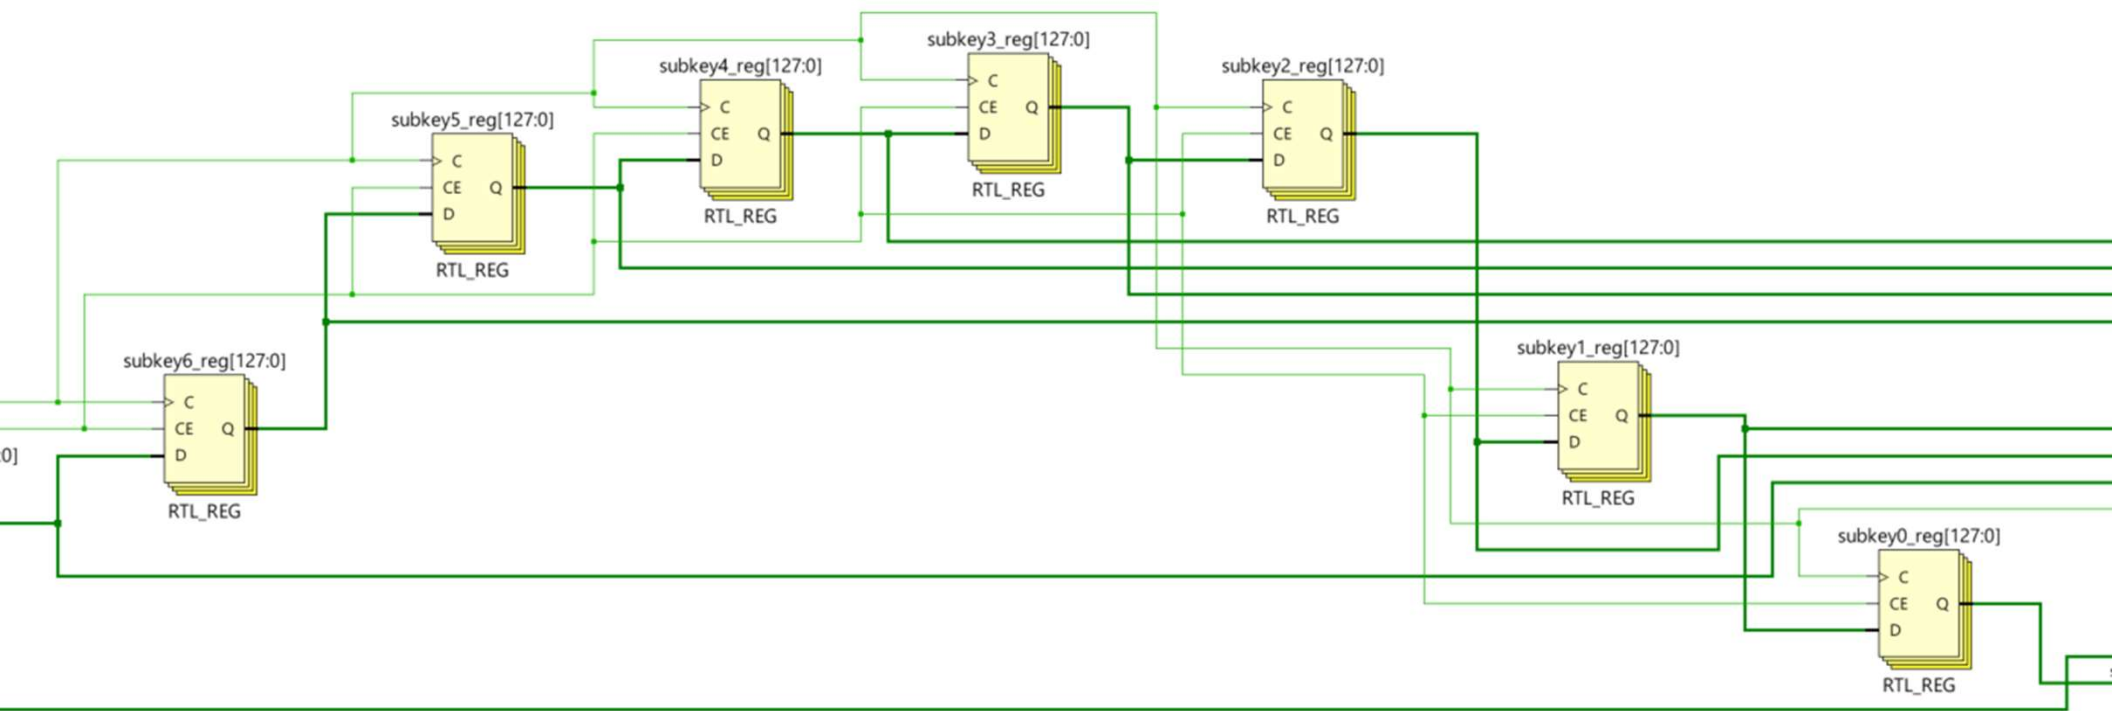 subkey3_reg[127:0]
C
CE
Q
D
RTL_REG
subkey4_reg[127:0]
C
CE
Q
D
RTL_REG
subkey2_reg[127:0]
C
CE
Q
D
RTL_REG
subkey5_reg[127:0]
C
CE
Q
D
RTL_REG
subkey6_reg[127:0]
C
CE
Q
D
RTL_REG
:0]
subkey1_reg[127:0]
C
CE
Q
D
RTL_REG
subkey0_reg[127:0]
C
CE
Q
D
RTL_REG